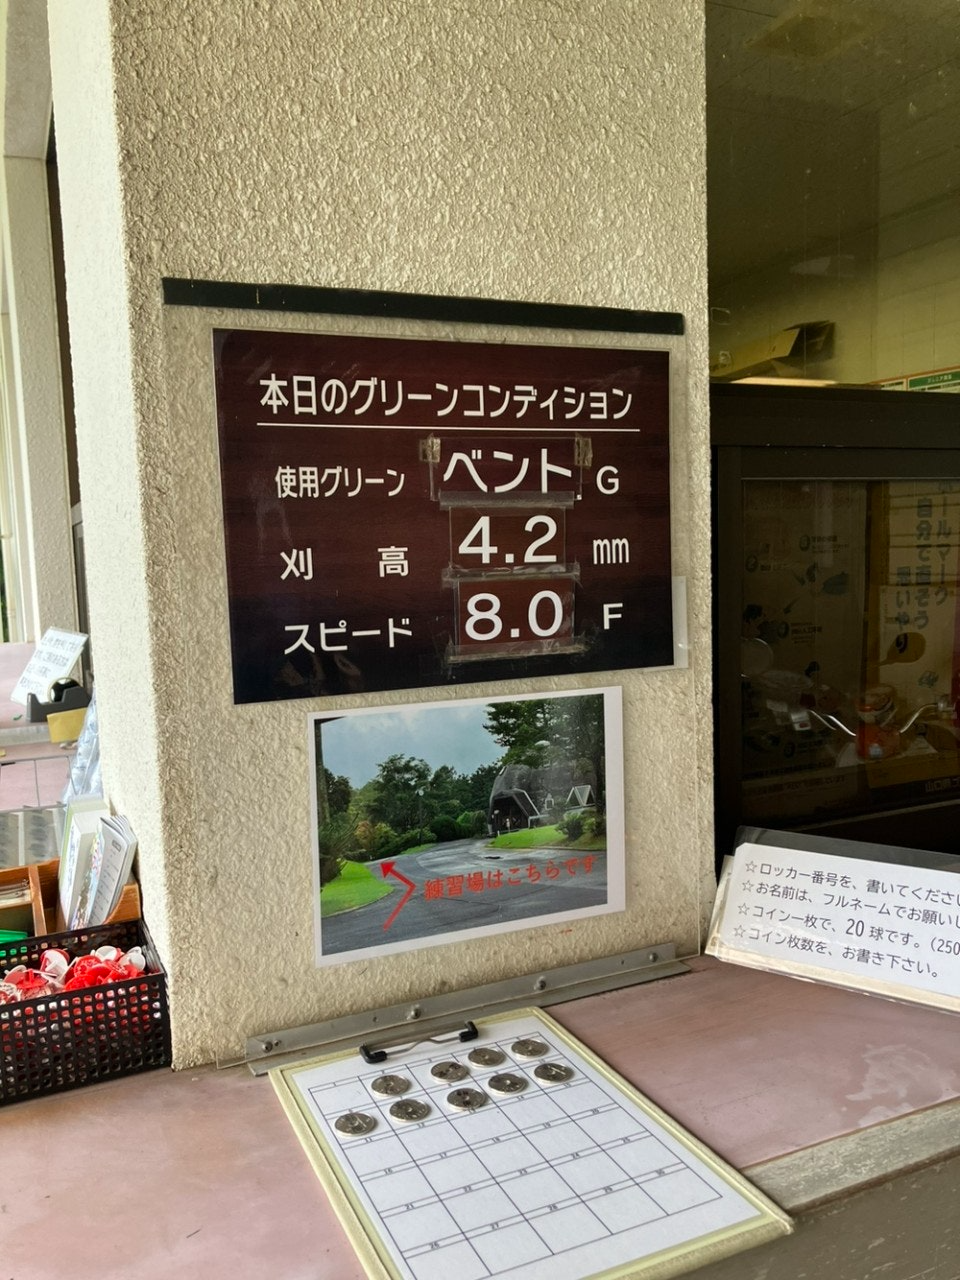 本日のグリーンコンディション
使用グリーン ベント. G
刈 高 4.2 mm
スピード 8.0 F
練習場はこちらです
☆ロッカー番号を、書いてください
☆お名前は、フルネームでお願いし
☆コイン一枚で、20球です。(250
☆コイン枚数を、お書き下さい。